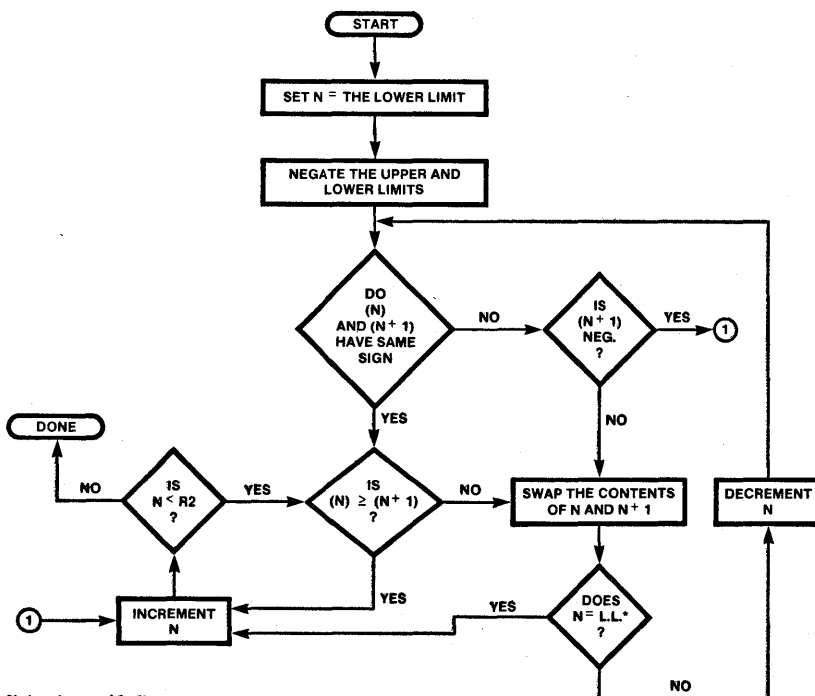 START
SET N = THE LOWER LIMIT
NEGATE THE UPPER AND
LOWER LIMITS
DO
(N)
AND (N+ 1)
HAVE SAME
SIGN
NO
IS
(N+ 1)
NEG.
?
YES
1
YES
NO
DONE
NO
IS
N < R2
?
YES
IS
(N) ≥ (N+ 1)
?
NO
SWAP THE CONTENTS
OF N AND N+ 1
DECREMENT
N
YES
1
INCREMENT
N
YES
DOES
N = L.L.*
?
NO